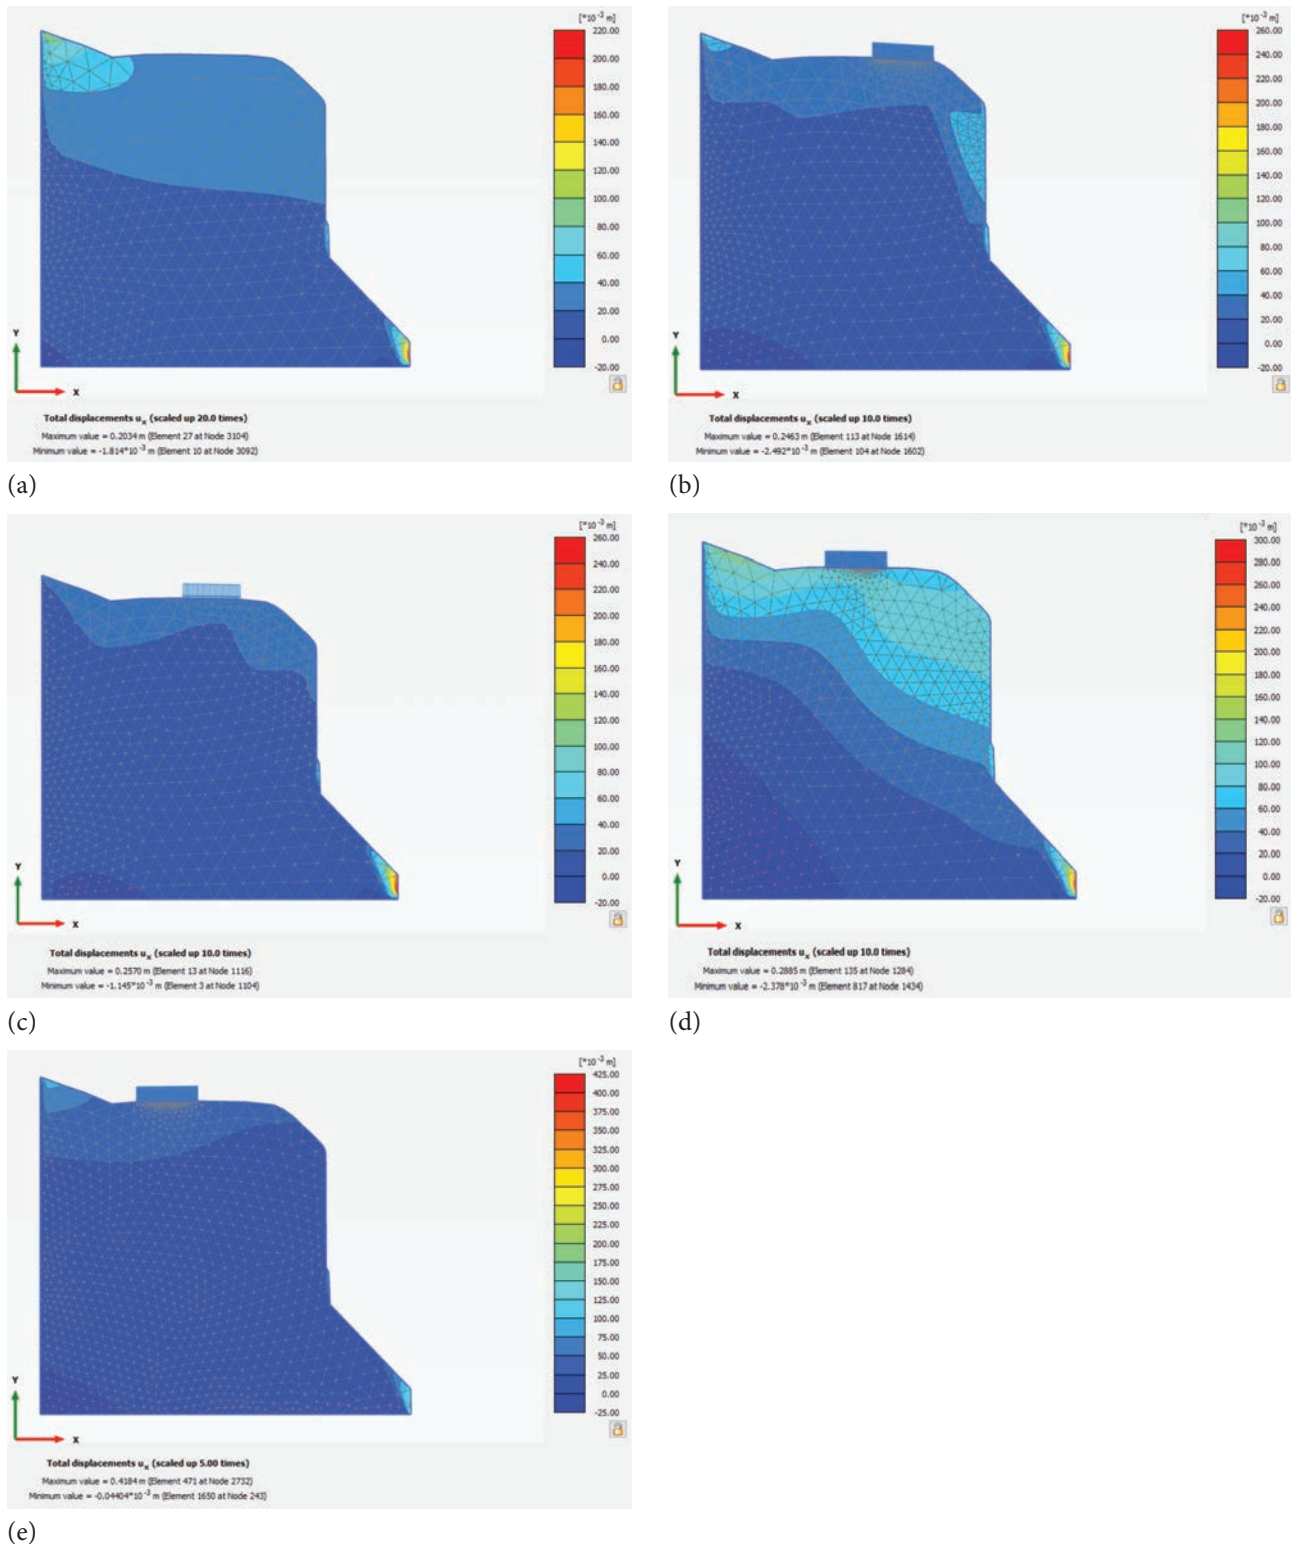 [*10⁻³ m]
220.00
200.00
180.00
160.00
140.00
120.00
100.00
80.00
60.00
40.00
20.00
0.00
-20.00
Y
X
Total displacements uₓ (scaled up 20.0 times)
Maximum value = 0.2034 m (Element 27 at Node 3104)
Minimum value = -1.814*10⁻³ m (Element 10 at Node 3092)
(a)
[*10⁻³ m]
260.00
240.00
220.00
200.00
180.00
160.00
140.00
120.00
100.00
80.00
60.00
40.00
20.00
0.00
-20.00
Y
X
Total displacements uₓ (scaled up 10.0 times)
Maximum value = 0.2463 m (Element 113 at Node 1614)
Minimum value = -2.492*10⁻³ m (Element 104 at Node 1602)
(b)
[*10⁻³ m]
260.00
240.00
220.00
200.00
180.00
160.00
140.00
120.00
100.00
80.00
60.00
40.00
20.00
0.00
-20.00
Y
X
Total displacements uₓ (scaled up 10.0 times)
Maximum value = 0.2570 m (Element 13 at Node 1116)
Minimum value = -1.145*10⁻³ m (Element 3 at Node 1104)
(c)
[*10⁻³ m]
300.00
280.00
260.00
240.00
220.00
200.00
180.00
160.00
140.00
120.00
100.00
80.00
60.00
40.00
20.00
0.00
-20.00
Y
X
Total displacements uₓ (scaled up 10.0 times)
Maximum value = 0.2885 m (Element 135 at Node 1284)
Minimum value = -2.378*10⁻³ m (Element 817 at Node 1434)
(d)
[*10⁻³ m]
425.00
400.00
375.00
350.00
325.00
300.00
275.00
250.00
225.00
200.00
175.00
150.00
125.00
100.00
75.00
50.00
25.00
0.00
-25.00
Y
X
Total displacements uₓ (scaled up 5.00 times)
Maximum value = 0.4184 m (Element 471 at Node 2732)
Minimum value = -0.04404*10⁻³ m (Element 1650 at Node 243)
(e)